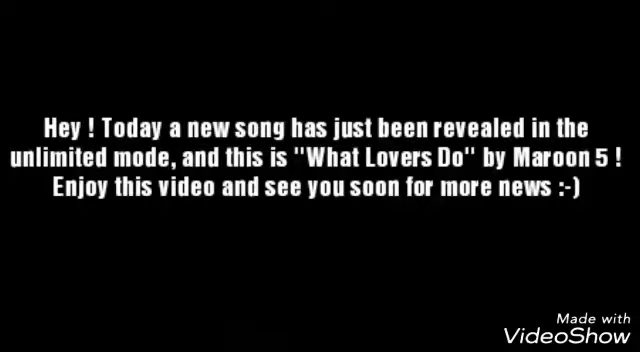 Hey ! Today a new song has just been revealed in the
unlimited mode, and this is "What Lovers Do" by Maroon 5 !
Enjoy this video and see you soon for more news :-)
Made with
VideoShow